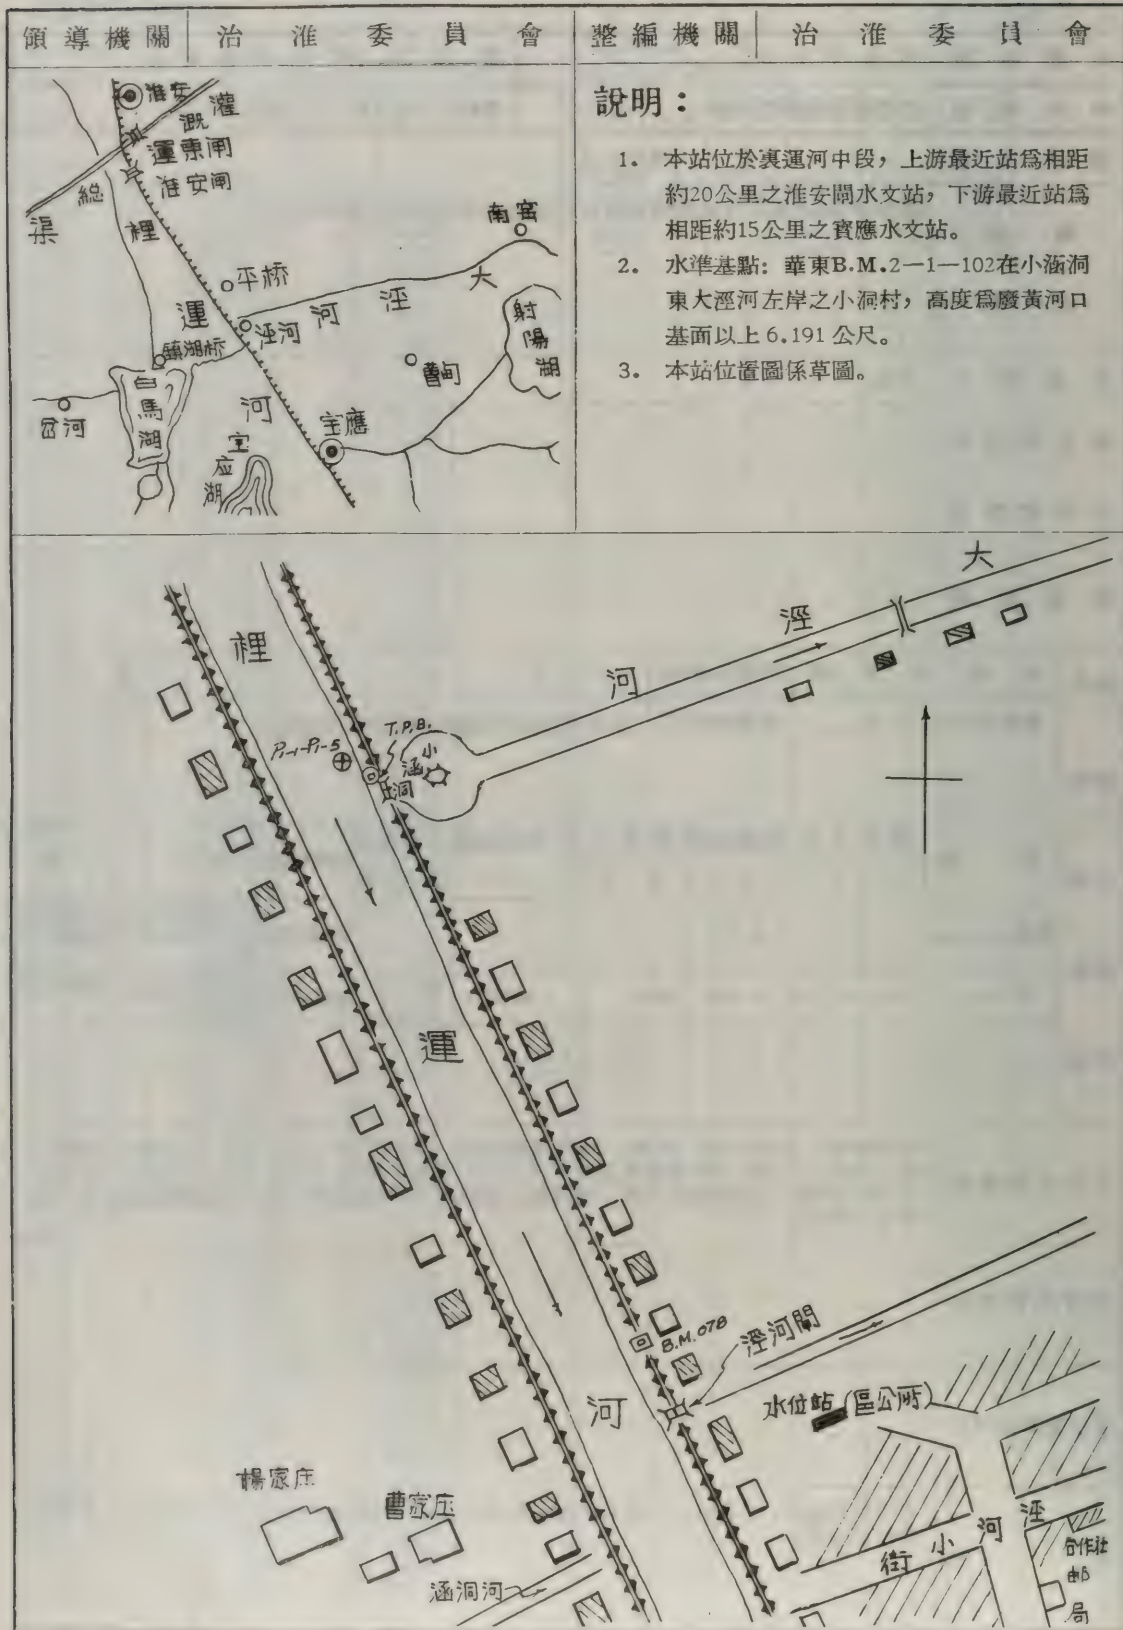 領導機關 治淮委員會 整編機關 治淮委員會
說明：
1. 本站位於裏運河中段，上游最近站爲相距
約20公里之淮安閘水文站，下游最近站爲
相距約15公里之寶應水文站。
2. 水準基點：華東B.M.2—1—102在小涵洞
東大涇河左岸之小洞村，高度爲廢黃河口
基面以上6.191公尺。
3. 本站位置圖係草圖。
淮安
灌溉總渠
運東闸
淮安闸
裡運河
平桥
南窑
大涇河
涇河
鎮湖桥
射陽湖
曹甸
白馬湖
岔河
宝應
宝应湖
大涇河
裡運河
T.P.B.
P₁-1-P₁-5
小涵洞
B.M.078
涇河閘
水位站(區公所)
楊家庄
曹家庄
涵洞河
涇河小街
合作社
邮局